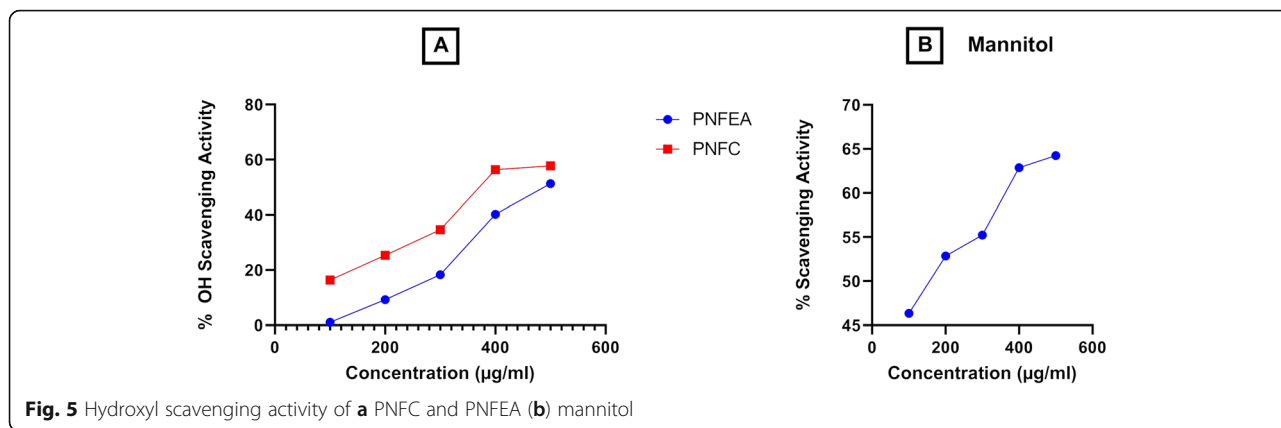 A
% OH Scavenging Activity
80
60
40
20
0
0 200 400 600
Concentration (µg/ml)
PNFEA
PNFC
B Mannitol
% Scavenging Activity
70
65
60
55
50
45
0 200 400 600
Concentration (µg/ml)
Fig. 5 Hydroxyl scavenging activity of a PNFC and PNFEA (b) mannitol